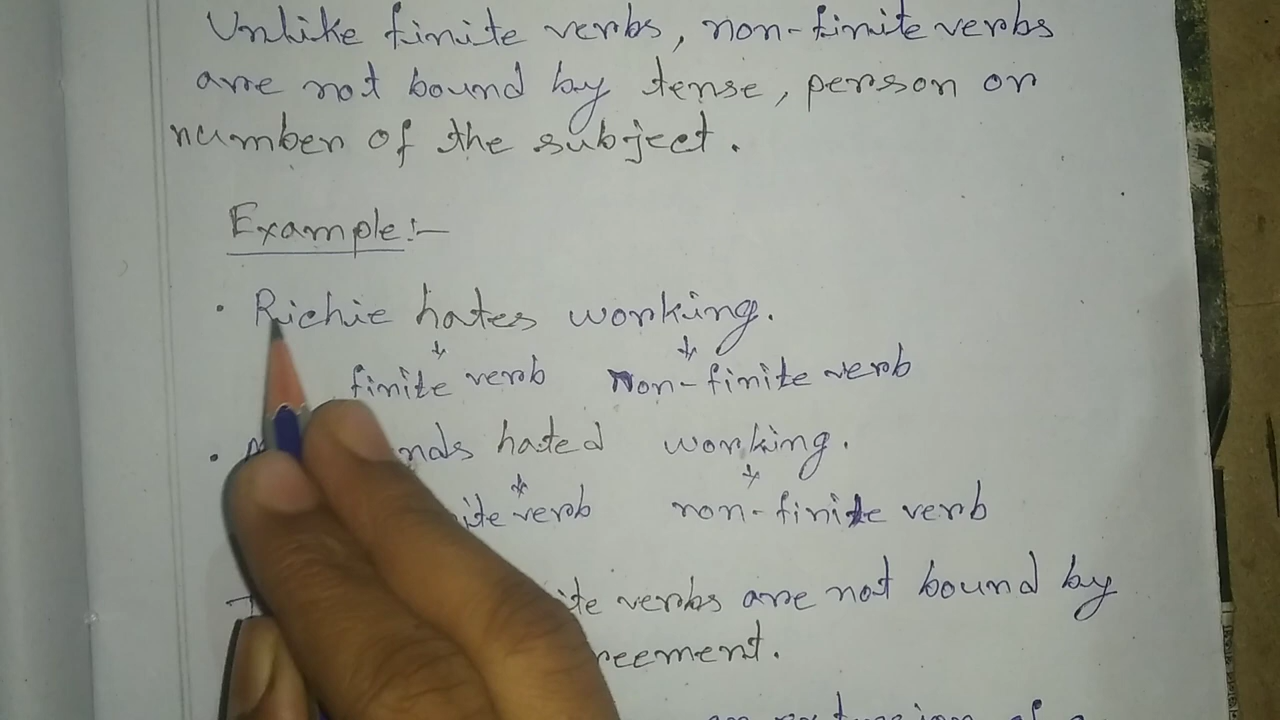 Unlike finite verbs, non-finite verbs
are not bound by tense, person or
number of the subject.
Example:-
• Richie hates working.
finite verb non-finite verb
• hated working.
verb non-finite verb
verbs are not bound by